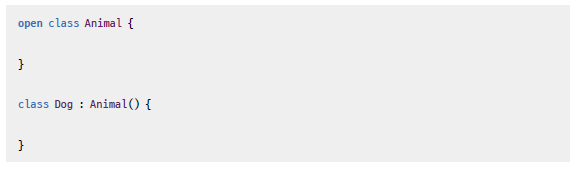 open class Animal {
}
class Dog : Animal() {
}